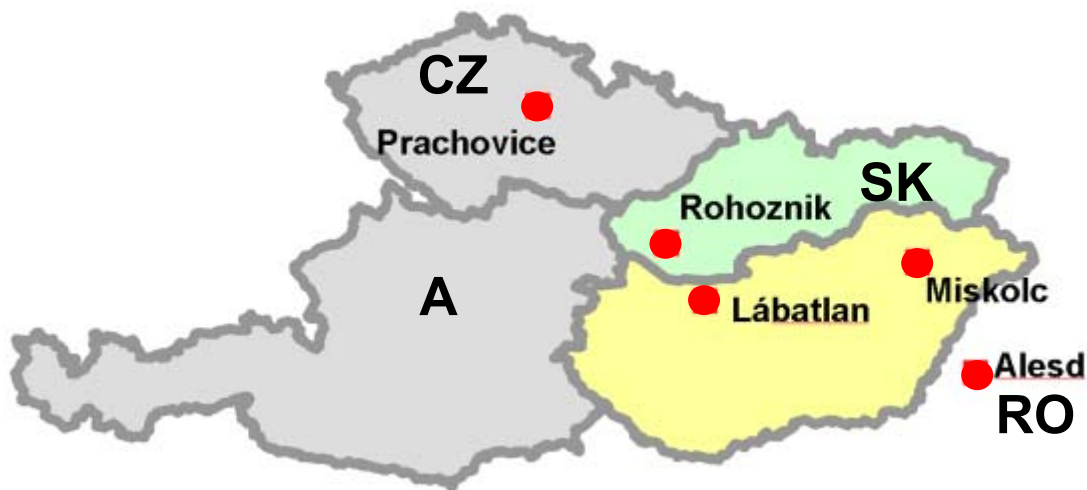 CZ
Prachovice
SK
Rohoznik
A
Miskolc
Lábatlan
Alesd
RO